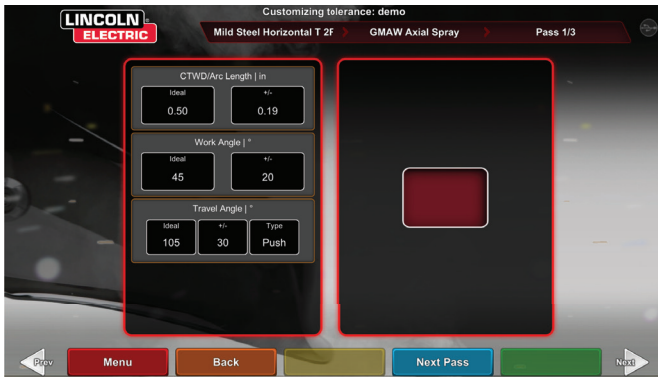 Customizing tolerance: demo
LINCOLN ®
ELECTRIC
Mild Steel Horizontal T 2F
GMAW Axial Spray
Pass 1/3
CTWD/Arc Length | in
Ideal
+/-
0.50
0.19
Work Angle | °
Ideal
+/-
45
20
Travel Angle | °
Ideal
+/-
Type
105
30
Push
Prev
Menu
Back
Next Pass
Next